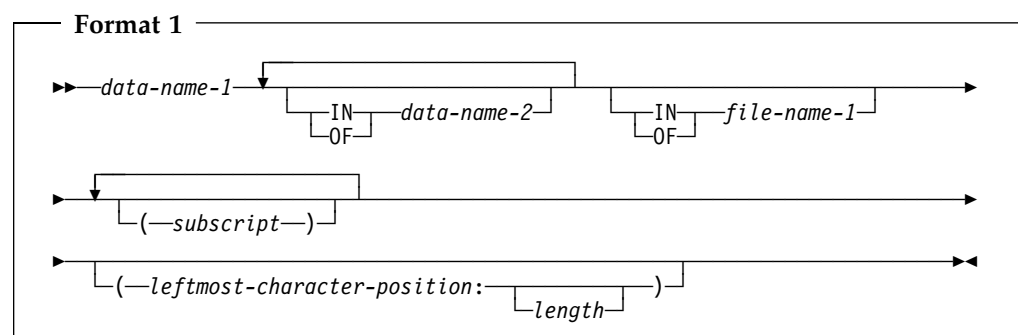 Format 1
data-name-1 IN data-name-2 IN file-name-1
OF OF
( subscript )
( leftmost-character-position: )
length